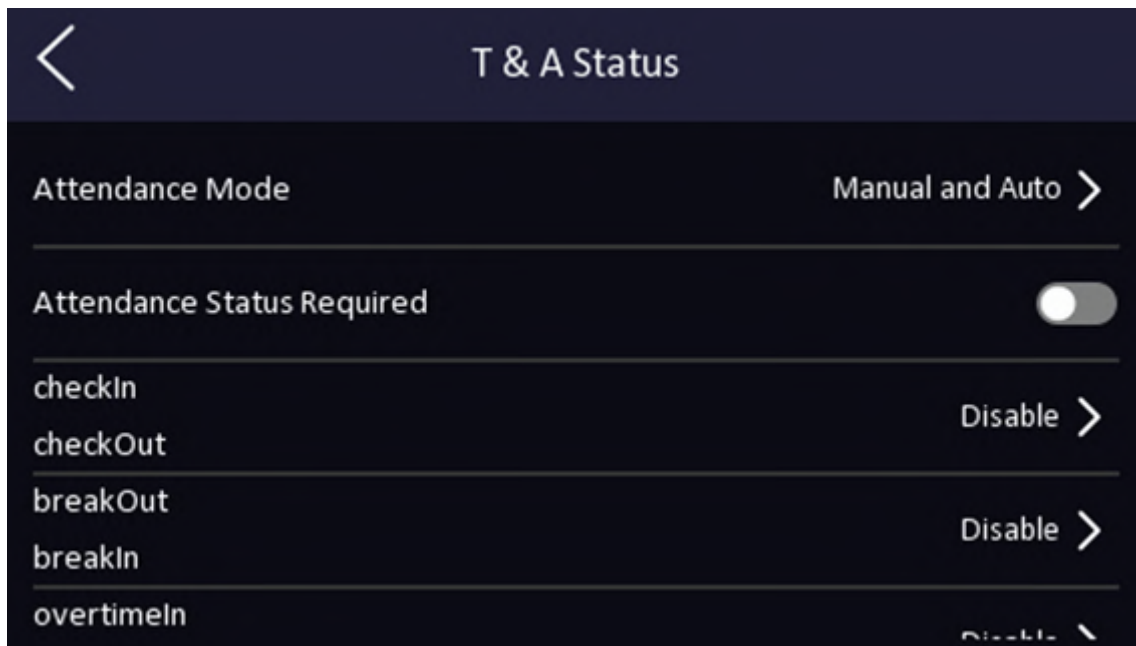 T & A Status
Attendance Mode
Manual and Auto
Attendance Status Required
checkIn
checkOut
Disable
breakOut
breakIn
Disable
overtimeIn